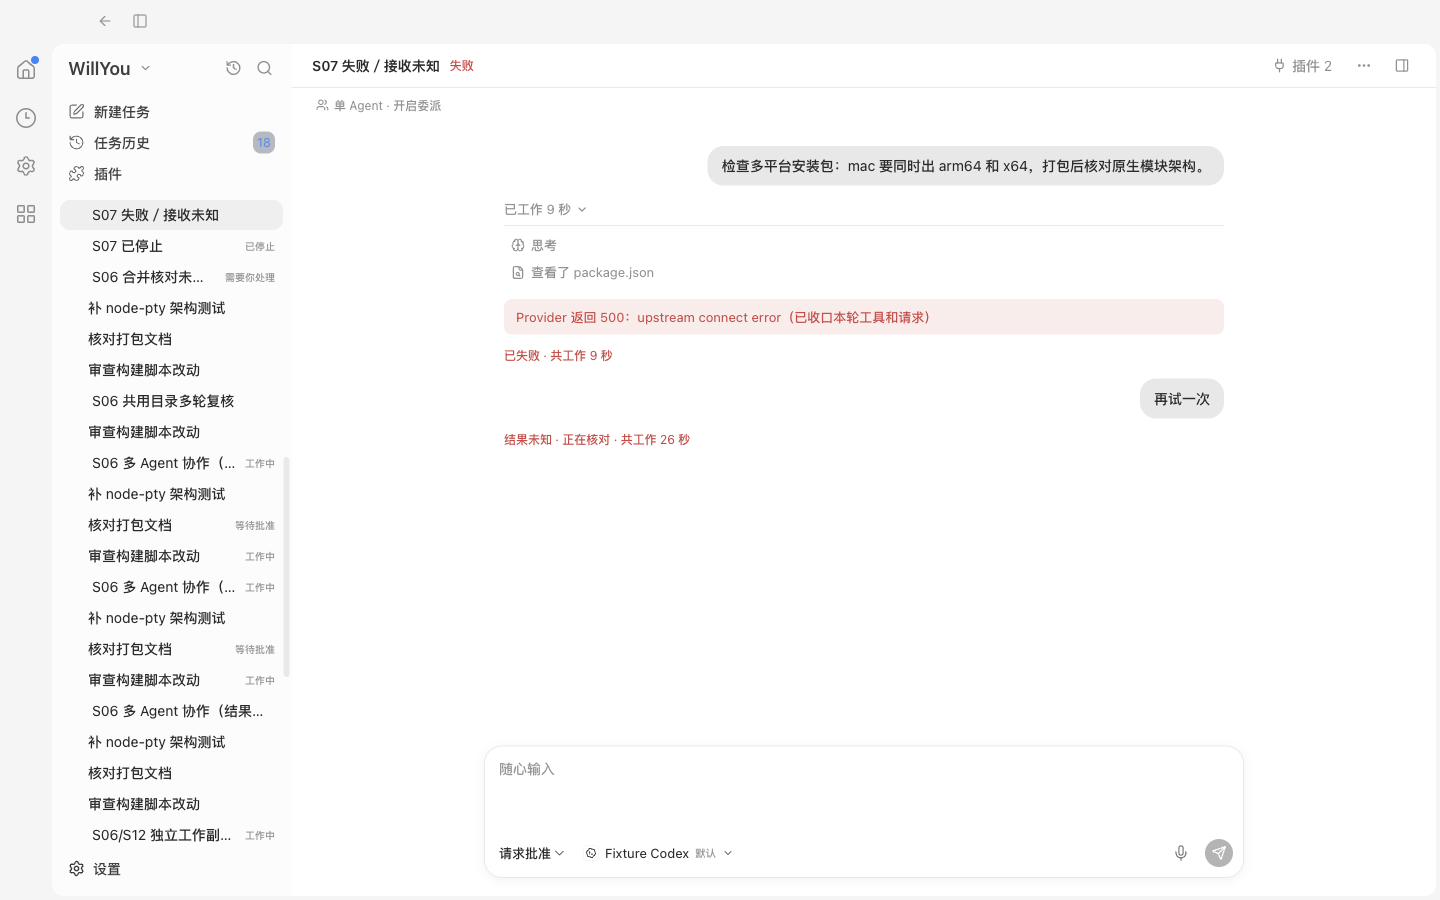 WillYou
新建任务
任务历史 18
插件
S07 失败 / 接收未知
S07 已停止 已停止
S06 合并核对未... 需要你处理
补 node-pty 架构测试
核对打包文档
审查构建脚本改动
S06 共用目录多轮复核
审查构建脚本改动
S06 多 Agent 协作（... 工作中
补 node-pty 架构测试
核对打包文档 等待批准
审查构建脚本改动 工作中
S06 多 Agent 协作（... 工作中
补 node-pty 架构测试
核对打包文档 等待批准
审查构建脚本改动 工作中
S06 多 Agent 协作（结果...
补 node-pty 架构测试
核对打包文档
审查构建脚本改动
S06/S12 独立工作副... 工作中
设置
S07 失败 / 接收未知 失败
插件 2
单 Agent · 开启委派
检查多平台安装包：mac 要同时出 arm64 和 x64，打包后核对原生模块架构。
已工作 9 秒
思考
查看了 package.json
Provider 返回 500：upstream connect error（已收口本轮工具和请求）
已失败 · 共工作 9 秒
再试一次
结果未知 · 正在核对 · 共工作 26 秒
随心输入
请求批准 Fixture Codex 默认